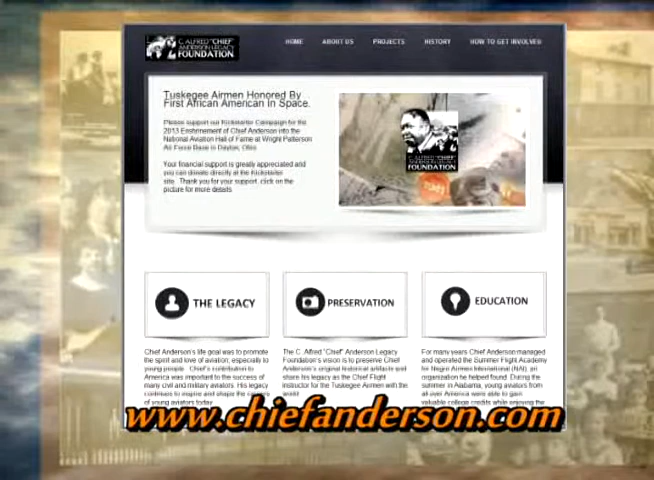 C. ALFRED "CHIEF"
ANDERSON LEGACY
FOUNDATION
HOME ABOUT US PROJECTS HISTORY HOW TO GET INVOLVED
Tuskegee Airmen Honored By
First African American In Space.
Please support our Kickstarter Campaign for the
2013 Enshrinement of Chief Anderson into the
National Aviation Hall of Fame at Wright Patterson
Air Force Base in Dayton, Ohio.
Your financial support is greatly appreciated and
you can donate directly at the Kickstarter
site. Thank you for your support, click on the
picture for more details.
C. ALFRED "CHIEF"
ANDERSON LEGACY
FOUNDATION
THE LEGACY
Chief Anderson's life goal was to promote
the spirit and love of aviation, especially to
young people. Chief's contribution to
America was important to the success of
many civil and military aviators. His legacy
continues to inspire and shape the careers
of young aviators today.
PRESERVATION
The C. Alfred "Chief" Anderson Legacy
Foundation's vision is to preserve Chief
Anderson's original historical artifacts and
share his legacy as the Chief Flight
Instructor for the Tuskegee Airmen with the
world!
EDUCATION
For many years Chief Anderson managed
and operated the Summer Flight Academy
for Negro Airmen International (NAI), an
organization he helped found. During the
summer in Alabama, young aviators from
all over America were able to gain
valuable college credits while enjoying the
www.chiefanderson.com